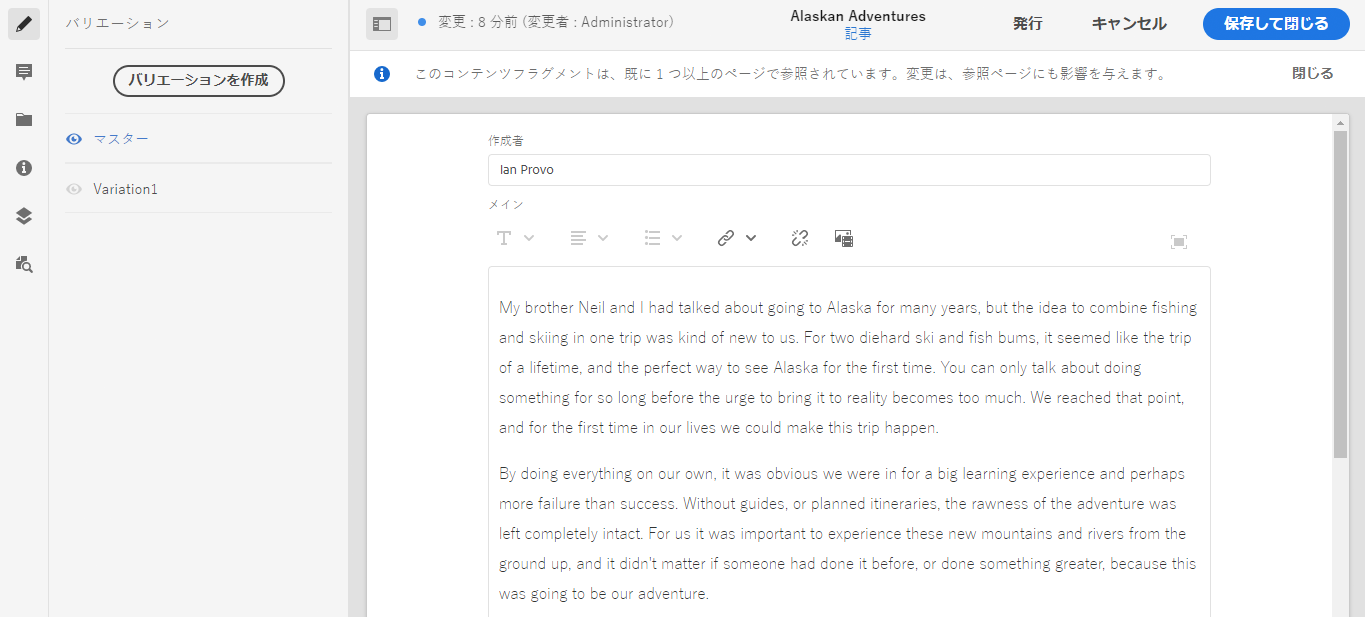 バリエーション
バリエーションを作成
マスター
Variation1
変更 : 8 分前 (変更者 : Administrator)
Alaskan Adventures
記事
発行
キャンセル
保存して閉じる
このコンテンツフラグメントは、既に 1 つ以上のページで参照されています。変更は、参照ページにも影響を与えます。
閉じる
作成者
Ian Provo
メイン
My brother Neil and I had talked about going to Alaska for many years, but the idea to combine fishing
and skiing in one trip was kind of new to us. For two diehard ski and fish bums, it seemed like the trip
of a lifetime, and the perfect way to see Alaska for the first time. You can only talk about doing
something for so long before the urge to bring it to reality becomes too much. We reached that point,
and for the first time in our lives we could make this trip happen.
By doing everything on our own, it was obvious we were in for a big learning experience and perhaps
more failure than success. Without guides, or planned itineraries, the rawness of the adventure was
left completely intact. For us it was important to experience these new mountains and rivers from the
ground up, and it didn't matter if someone had done it before, or done something greater, because this
was going to be our adventure.